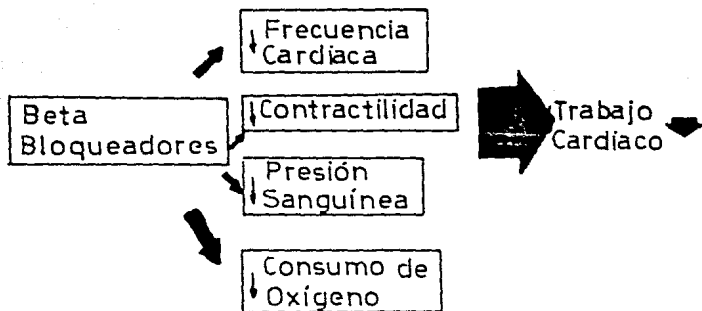 Beta
Bloqueadores
↓ Frecuencia
Cardiaca
↓ Contractilidad
↓ Presión
Sanguínea
↓ Consumo de
Oxígeno
Trabajo
Cardiaco